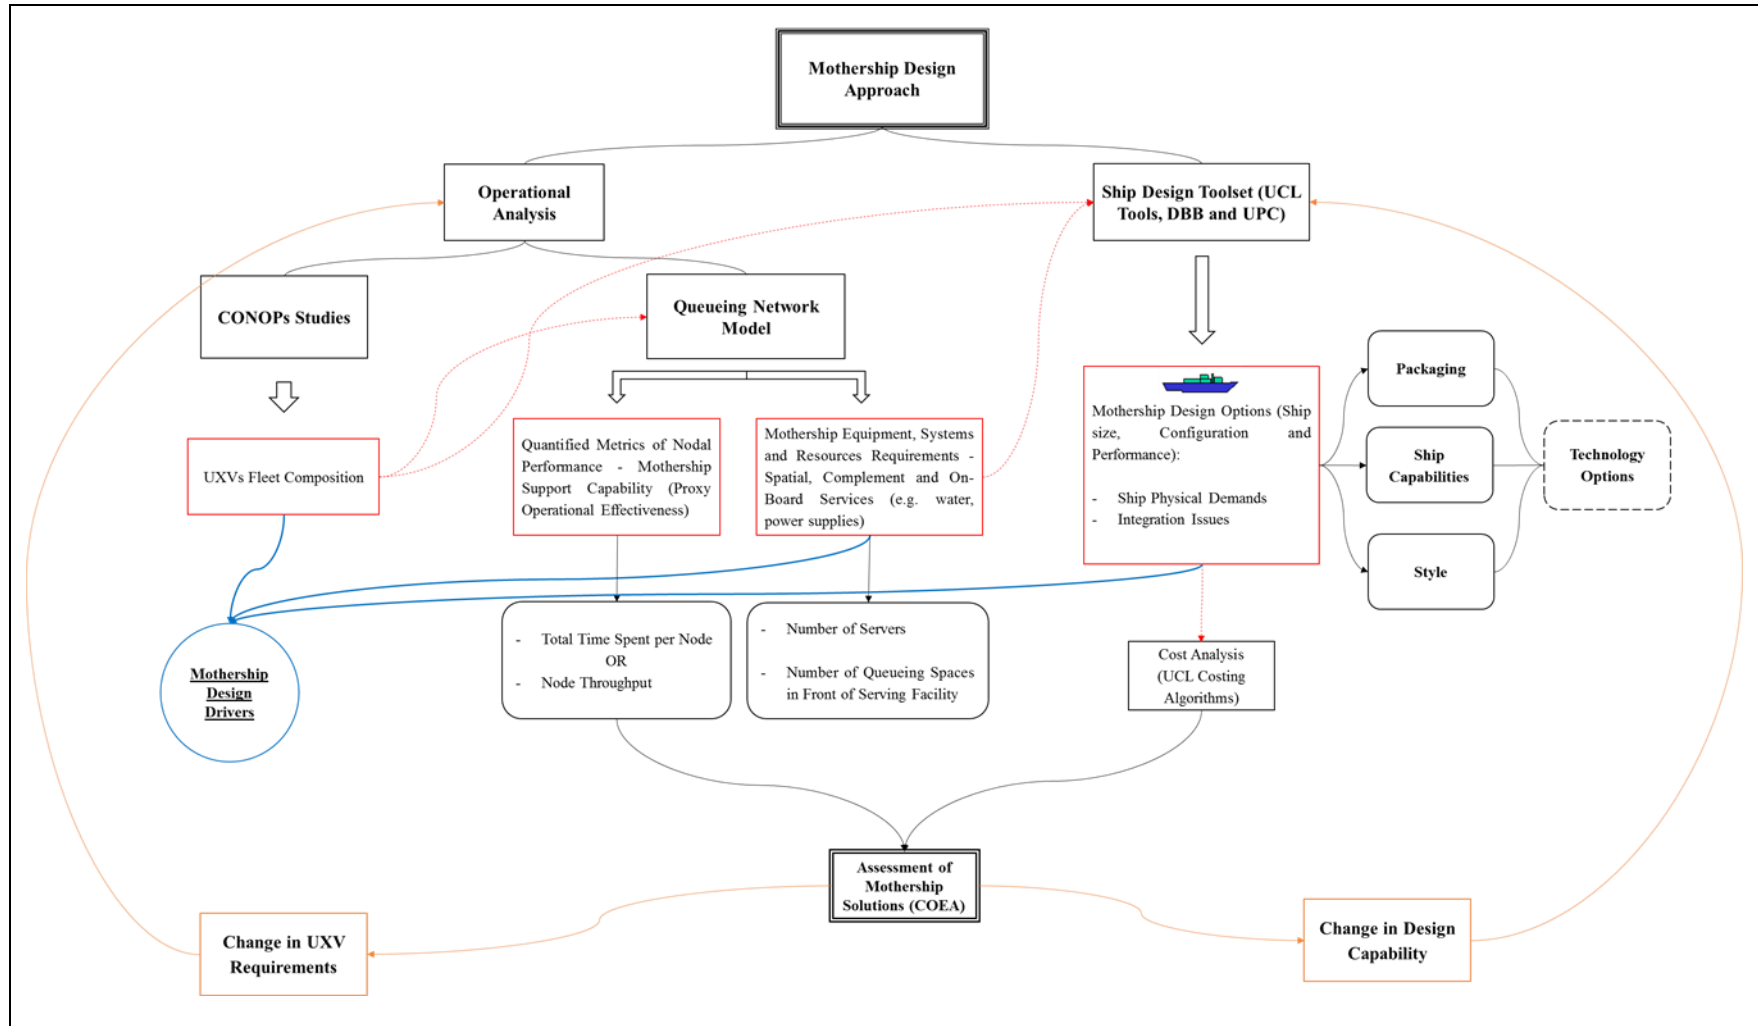 Mothership Design
Approach
Operational
Analysis
Ship Design Toolset (UCL
Tools, DBB and UPC)
CONOPs Studies
Queueing Network
Model
UXVs Fleet Composition
Quantified Metrics of Nodal
Performance - Mothership
Support Capability (Proxy
Operational Effectiveness)
Mothership Equipment, Systems
and Resources Requirements -
Spatial, Complement and On-
Board Services (e.g. water,
power supplies)
Mothership Design Options (Ship
size, Configuration and
Performance):
- Ship Physical Demands
- Integration Issues
Packaging
Ship
Capabilities
Style
Technology
Options
Mothership
Design
Drivers
- Total Time Spent per Node
OR
- Node Throughput
- Number of Servers
- Number of Queueing Spaces
in Front of Serving Facility
Cost Analysis
(UCL Costing
Algorithms)
Assessment of
Mothership
Solutions (COEA)
Change in UXV
Requirements
Change in Design
Capability